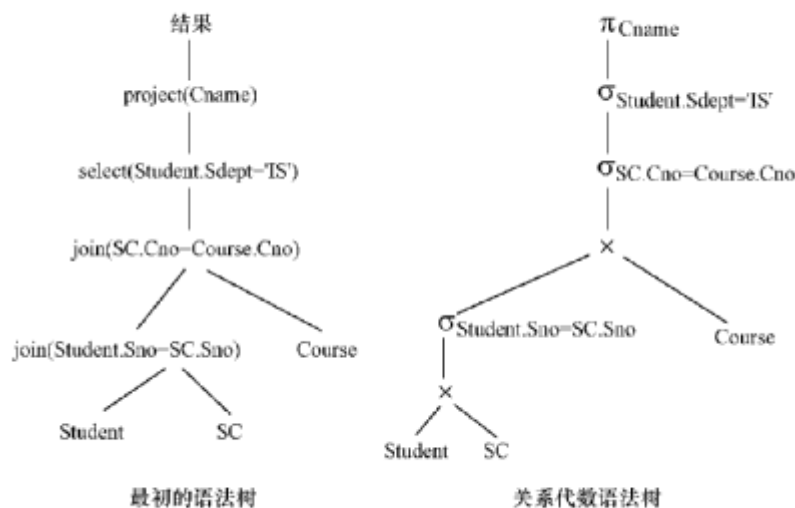 结果
project(Cname)
select(Student.Sdept='IS')
join(SC.Cno=Course.Cno)
join(Student.Sno=SC.Sno)
Course
Student
SC
最初的语法树
πCname
σStudent.Sdept='IS'
σSC.Cno=Course.Cno
×
σStudent.Sno=SC.Sno
Course
×
Student
SC
关系代数语法树